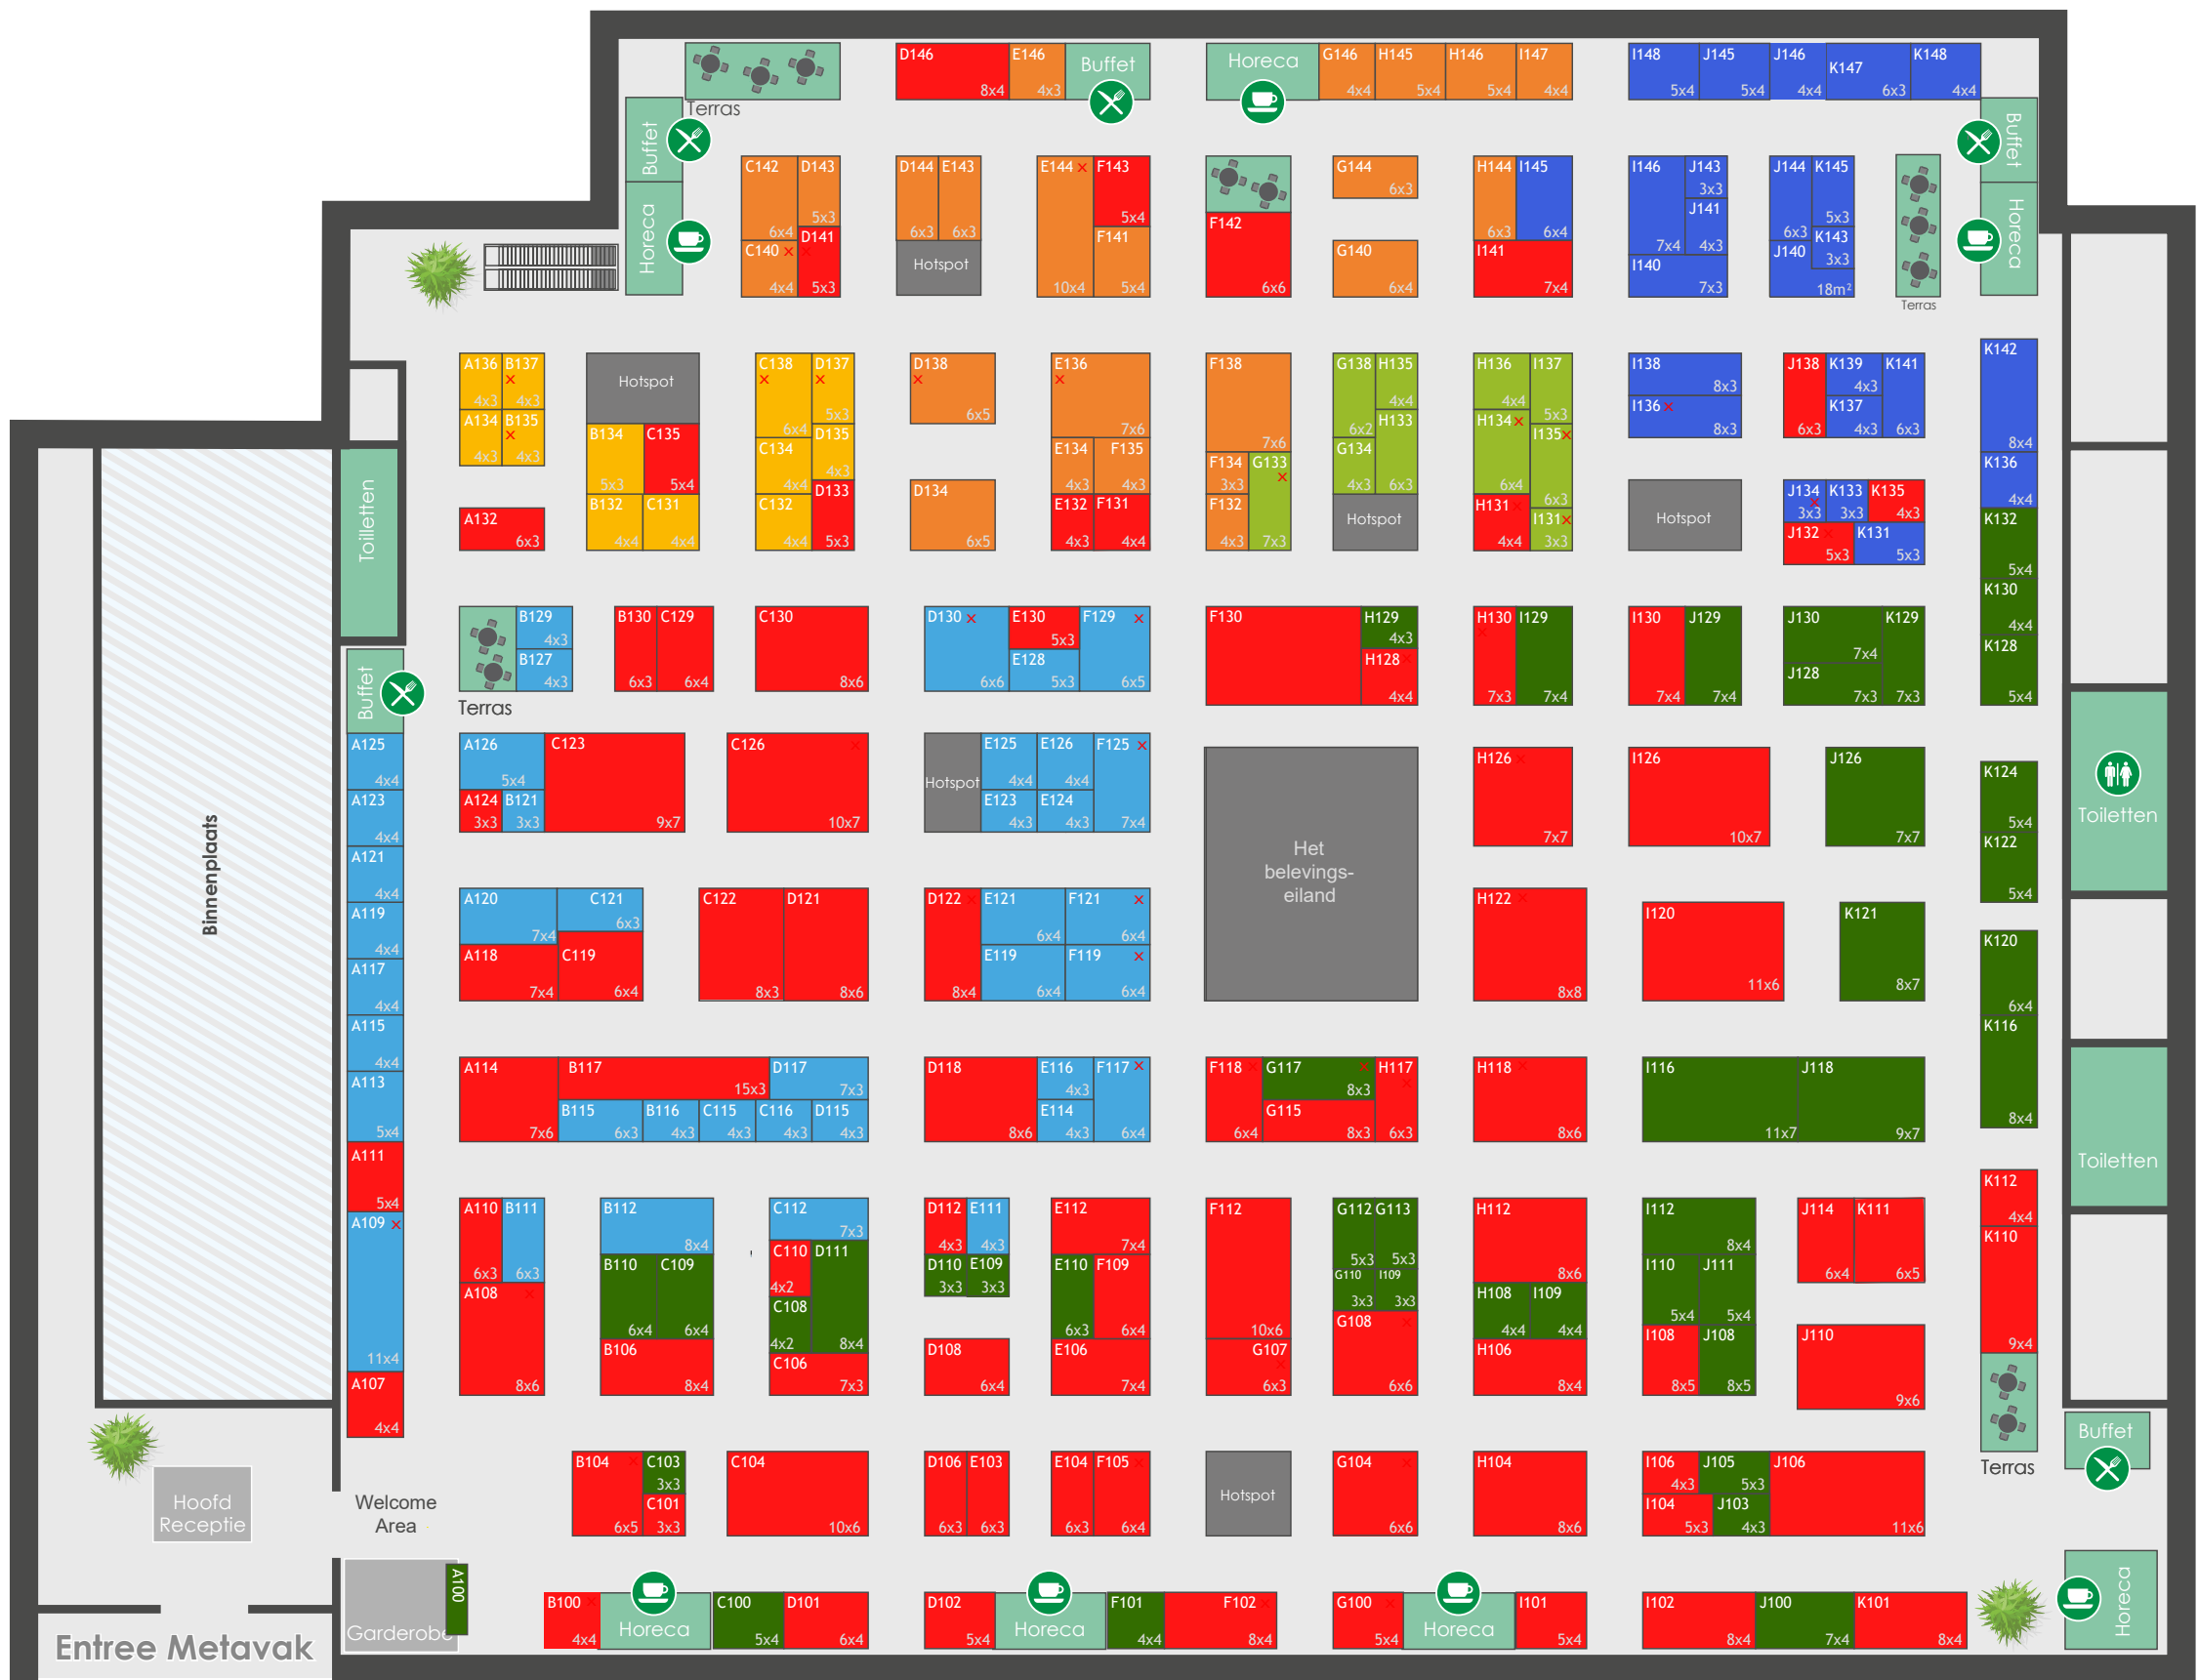 D146
8x4
E146
4x3
Buffet
Horeca
G146
4x4
H145
5x4
H146
5x4
I147
4x4
I148
5x4
J145
5x4
J146
4x4
K147
6x3
K148
4x4
Terras
Buffet
Horeca
C142
6x4
D143
5x3
C140
4x4
D141
5x3
D144
6x3
E143
6x3
Hotspot
E144
10x4
F143
5x4
F141
5x4
F142
6x6
G144
6x3
G140
6x4
H144
6x3
I145
6x4
I141
7x4
I146
7x4
J143
3x3
J141
4x3
I140
7x3
J144
6x3
K145
5x3
K143
3x3
J140
18m²
Terras
Buffet
Horeca
A136
4x3
B137
4x3
A134
4x3
B135
4x3
A132
6x3
Hotspot
B134
5x3
C135
5x4
B132
4x4
C131
4x4
C138
6x4
D137
5x3
C134
4x4
D135
4x3
C132
4x4
D133
5x3
D138
6x5
D134
6x5
E136
7x6
E134
4x3
F135
4x3
E132
4x3
F131
4x4
F138
7x6
F134
3x3
G133
7x3
F132
4x3
G138
6x2
H135
4x4
H133
6x3
G134
4x3
Hotspot
H136
4x4
I137
5x3
H134
6x4
I135
6x3
H131
4x4
I131
3x3
I138
8x3
I136
8x3
Hotspot
J138
6x3
K139
4x3
K141
6x3
K137
4x3
J134
3x3
K133
3x3
K135
4x3
J132
5x3
K131
5x3
K142
8x4
K136
4x4
K132
5x4
K130
4x4
K128
5x4
Toiletten
Buffet
Terras
B129
4x3
B127
4x3
B130
6x3
C129
6x4
C130
8x6
D130
6x6
E130
5x3
E128
5x3
F129
6x5
F130
H129
4x3
H128
4x4
H130
7x3
I129
7x4
I130
7x4
J129
7x4
J130
7x4
J128
7x3
K129
7x3
A125
4x4
A123
4x4
A121
4x4
A119
4x4
A117
4x4
A115
4x4
A113
5x4
A111
5x4
A109
11x4
A107
4x4
A126
5x4
A124
3x3
B121
3x3
C123
9x7
C126
10x7
Hotspot
E125
4x4
E126
4x4
F125
7x4
E123
4x3
E124
4x3
Het
belevings-
eiland
H126
7x7
I126
10x7
J126
7x7
K124
5x4
K122
5x4
Toiletten
Binnenplaats
A120
7x4
C121
6x3
A118
7x4
C119
6x4
C122
8x3
D121
8x6
D122
8x4
E121
6x4
F121
6x4
E119
6x4
F119
6x4
H122
8x8
I120
11x6
K121
8x7
K120
6x4
K116
8x4
A114
7x6
B117
15x3
D117
7x3
B115
6x3
B116
4x3
C115
4x3
C116
4x3
D115
4x3
D118
8x6
E116
4x3
E114
4x3
F117
6x4
F118
6x4
G117
8x3
G115
8x3
H117
6x3
H118
8x6
I116
11x7
J118
9x7
Toiletten
A110
6x3
B111
6x3
A108
8x6
B112
8x4
B110
6x4
C109
6x4
B106
8x4
C112
7x3
C110
4x2
D111
8x4
C108
4x2
C106
7x3
D112
4x3
E111
4x3
D110
3x3
E109
3x3
D108
6x4
E112
7x4
E110
6x3
F109
6x4
E106
7x4
F112
10x6
G107
6x3
G112
5x3
G113
5x3
G110
3x3
I109
3x3
G108
6x6
H112
8x6
H108
4x4
I109
4x4
H106
8x4
I112
8x4
I110
5x4
J111
5x4
I108
8x5
J108
8x5
J114
6x4
K111
6x5
J110
9x6
K112
4x4
K110
9x4
Terras
Buffet
Hoofd
Receptie
Welcome
Area
B104
6x5
C103
3x3
C101
3x3
C104
10x6
D106
6x3
E103
6x3
E104
6x3
F105
6x4
Hotspot
G104
6x6
H104
8x6
I106
4x3
J105
5x3
I104
5x3
J103
4x3
J106
11x6
Entree Metavak
Garderobe
A100
B100
4x4
Horeca
C100
5x4
D101
6x4
D102
5x4
Horeca
F101
4x4
F102
8x4
G100
5x4
Horeca
I101
5x4
I102
8x4
J100
7x4
K101
8x4
Horeca